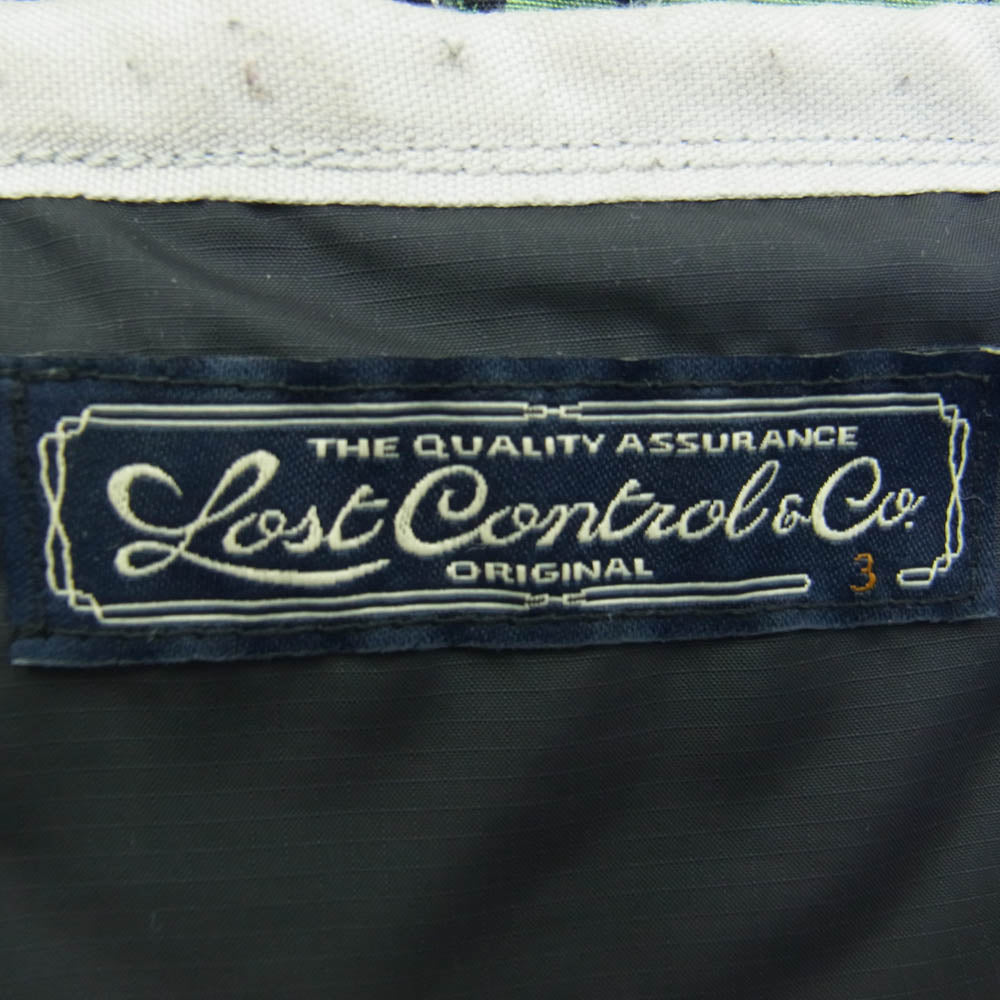 THE QUALITY ASSURANCE
Lost Control & Co.
ORIGINAL
3